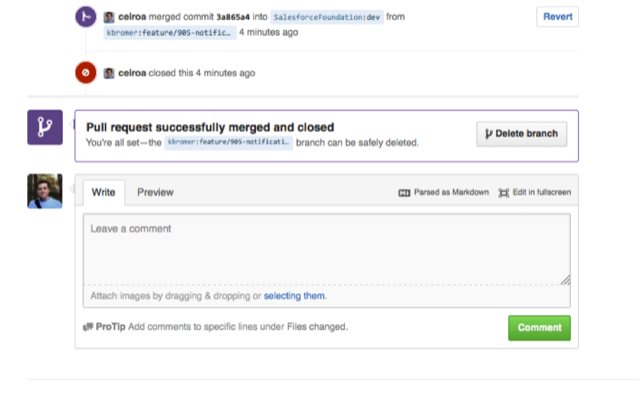 ceiroa merged commit 3a865a4 into SalesforceFoundation:dev from Revert
kbromer:feature/905-notific… 4 minutes ago
ceiroa closed this 4 minutes ago
Pull request successfully merged and closed
You're all set—the kbromer:feature/905-notificati… branch can be safely deleted.
Delete branch
Write Preview Parsed as Markdown Edit in fullscreen
Leave a comment
Attach images by dragging & dropping or selecting them.
ProTip Add comments to specific lines under Files changed.
Comment